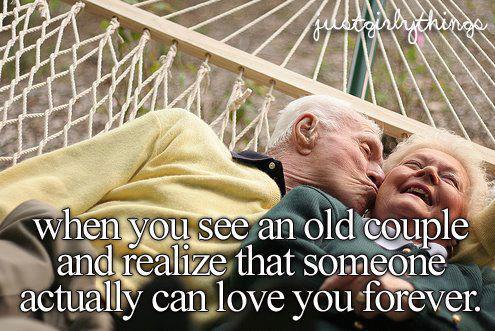 justgirlythings
when you see an old couple
and realize that someone
actually can love you forever.